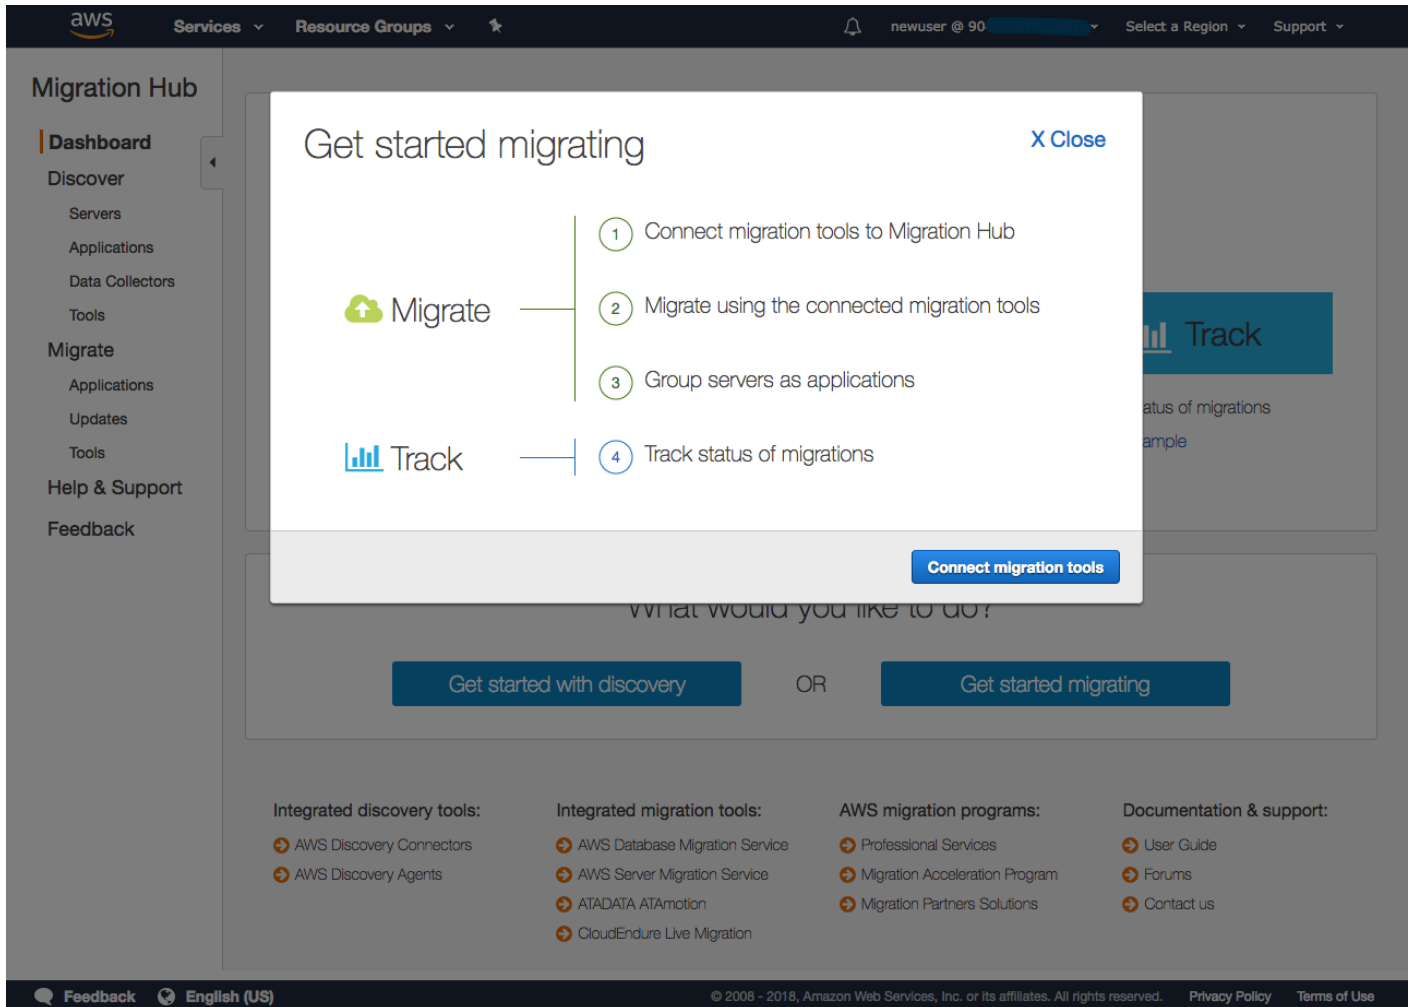 aws Services Resource Groups newuser @ 90 Select a Region Support
Migration Hub
Dashboard
Discover
Servers
Applications
Data Collectors
Tools
Migrate
Applications
Updates
Tools
Help & Support
Feedback
Get started migrating
X Close
Migrate
1 Connect migration tools to Migration Hub
2 Migrate using the connected migration tools
3 Group servers as applications
Track
4 Track status of migrations
Connect migration tools
Track
atus of migrations
ample
What would you like to do?
Get started with discovery OR Get started migrating
Integrated discovery tools:
AWS Discovery Connectors
AWS Discovery Agents
Integrated migration tools:
AWS Database Migration Service
AWS Server Migration Service
ATADATA ATAmotion
CloudEndure Live Migration
AWS migration programs:
Professional Services
Migration Acceleration Program
Migration Partners Solutions
Documentation & support:
User Guide
Forums
Contact us
Feedback English (US) © 2008 - 2018, Amazon Web Services, Inc. or its affiliates. All rights reserved. Privacy Policy Terms of Use